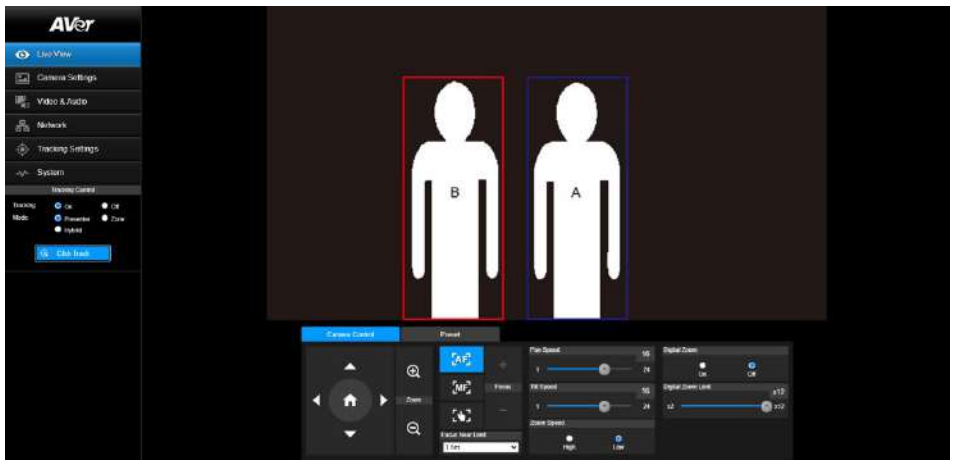 AVer
Live View
Camera Settings
Video & Audio
Network
Tracking Settings
System
Tracking Control
Tracking On Off
Mode Presenter Zone
Hybrid
Click Track
B
A
Camera Control Preset
Zoom
AF
MF
Focus
Focus Near Limit
Pan Speed 16
1 24
Tilt Speed 16
1 24
Zoom Speed
High Low
Digital Zoom
On Off
Digital Zoom Limit x12
x2 x12